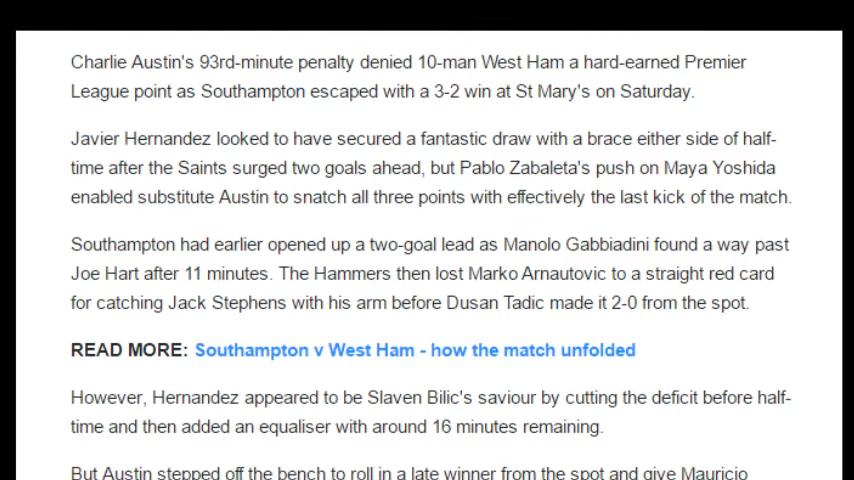 Charlie Austin's 93rd-minute penalty denied 10-man West Ham a hard-earned Premier
League point as Southampton escaped with a 3-2 win at St Mary's on Saturday.
Javier Hernandez looked to have secured a fantastic draw with a brace either side of half-
time after the Saints surged two goals ahead, but Pablo Zabaleta's push on Maya Yoshida
enabled substitute Austin to snatch all three points with effectively the last kick of the match.
Southampton had earlier opened up a two-goal lead as Manolo Gabbiadini found a way past
Joe Hart after 11 minutes. The Hammers then lost Marko Arnautovic to a straight red card
for catching Jack Stephens with his arm before Dusan Tadic made it 2-0 from the spot.
READ MORE: Southampton v West Ham - how the match unfolded
However, Hernandez appeared to be Slaven Bilic's saviour by cutting the deficit before half-
time and then added an equaliser with around 16 minutes remaining.
But Austin stepped off the bench to roll in a late winner from the spot and give Mauricio